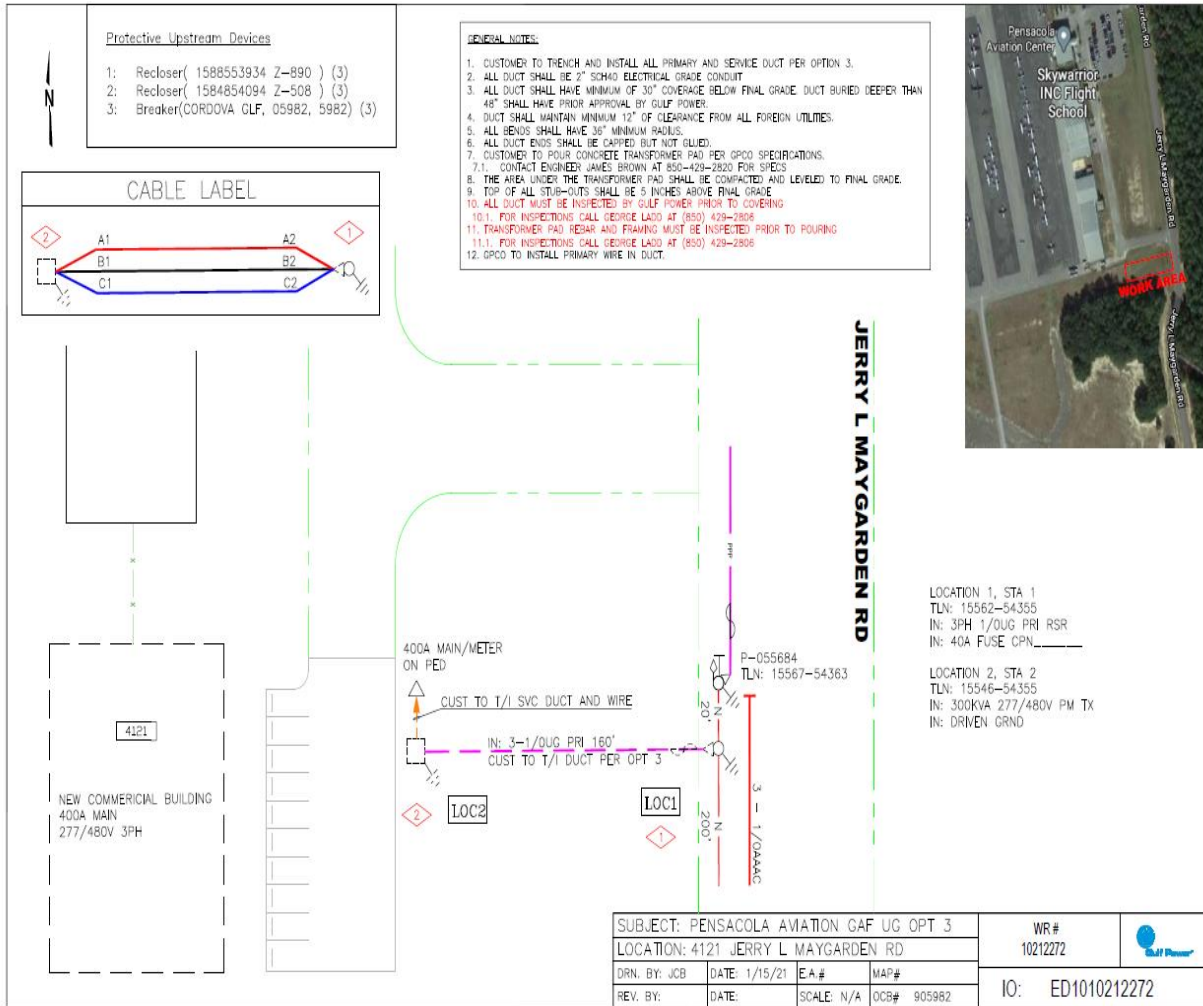 Protective Upstream Devices
1: Recloser( 1588553934 Z-890 ) (3)
2: Recloser( 1584854094 Z-508 ) (3)
3: Breaker(CORDOVA GLF, 05982, 5982) (3)
N
CABLE LABEL
2
1
A1
A2
B1
B2
C1
C2
GENERAL NOTES:
1. CUSTOMER TO TRENCH AND INSTALL ALL PRIMARY AND SERVICE DUCT PER OPTION 3.
2. ALL DUCT SHALL BE 2" SCH40 ELECTRICAL GRADE CONDUIT
3. ALL DUCT SHALL HAVE MINIMUM OF 30" COVERAGE BELOW FINAL GRADE. DUCT BURIED DEEPER THAN
48" SHALL HAVE PRIOR APPROVAL BY GULF POWER.
4. DUCT SHALL MAINTAIN MINIMUM 12" OF CLEARANCE FROM ALL FOREIGN UTILITIES.
5. ALL BENDS SHALL HAVE 36" MINIMUM RADIUS.
6. ALL DUCT ENDS SHALL BE CAPPED BUT NOT GLUED.
7. CUSTOMER TO POUR CONCRETE TRANSFORMER PAD PER GPCO SPECIFICATIONS.
7.1. CONTACT ENGINEER JAMES BROWN AT 850-429-2820 FOR SPECS
8. THE AREA UNDER THE TRANSFORMER PAD SHALL BE COMPACTED AND LEVELED TO FINAL GRADE.
9. TOP OF ALL STUB-OUTS SHALL BE 5 INCHES ABOVE FINAL GRADE
10. ALL DUCT MUST BE INSPECTED BY GULF POWER PRIOR TO COVERING
10.1. FOR INSPECTIONS CALL GEORGE LADD AT (850) 429-2806
11. TRANSFORMER PAD REBAR AND FRAMING MUST BE INSPECTED PRIOR TO POURING
11.1. FOR INSPECTIONS CALL GEORGE LADD AT (850) 429-2806
12. GPCO TO INSTALL PRIMARY WIRE IN DUCT.
Pensacola
Aviation Center
Skywarrior
INC Flight
School
Jerry L Maygarden Rd
WORK AREA
Jerry L Maygarden Rd
JERRY L MAYGARDEN RD
PPP
P-055684
TLN: 15567-54363
LOCATION 1, STA 1
TLN: 15562-54355
IN: 3PH 1/0UG PRI RSR
IN: 40A FUSE CPN______
LOCATION 2, STA 2
TLN: 15546-54355
IN: 300KVA 277/480V PM TX
IN: DRIVEN GRND
400A MAIN/METER
ON PED
CUST TO T/I SVC DUCT AND WIRE
IN: 3-1/0UG PRI 160'
CUST TO T/I DUCT PER OPT 3
20'
N
200'
N
3 - 1/0AAAC
2
LOC2
LOC1
1
4121
NEW COMMERICIAL BUILDING
400A MAIN
277/480V 3PH
SUBJECT: PENSACOLA AVIATION GAF UG OPT 3
LOCATION: 4121 JERRY L MAYGARDEN RD
DRN. BY: JCB DATE: 1/15/21 E.A.# MAP#
REV. BY: DATE: SCALE: N/A OCB# 905982
WR#
10212272
Gulf Power
IO: ED1010212272